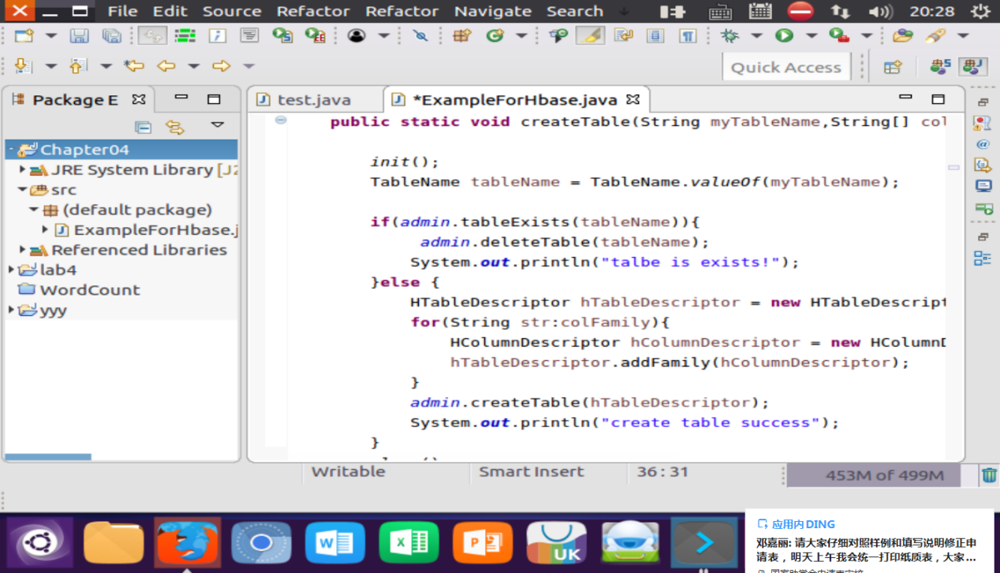 File Edit Source Refactor Refactor Navigate Search 20:28
Quick Access
Package E
test.java *ExampleForHbase.java
Chapter04
JRE System Library [J2
src
(default package)
ExampleForHbase.j
Referenced Libraries
lab4
WordCount
yyy
public static void createTable(String myTableName,String[] col
init();
TableName tableName = TableName.valueOf(myTableName);
if(admin.tableExists(tableName)){
admin.deleteTable(tableName);
System.out.println("talbe is exists!");
}else {
HTableDescriptor hTableDescriptor = new HTableDescript
for(String str:colFamily){
HColumnDescriptor hColumnDescriptor = new HColumnD
hTableDescriptor.addFamily(hColumnDescriptor);
}
admin.createTable(hTableDescriptor);
System.out.println("create table success");
}
Writable Smart Insert 36 : 31 453M of 499M
应用内DING
邓嘉丽: 请大家仔细对照样例和填写说明修正申
请表，明天上午我会统一打印纸质表，大家...